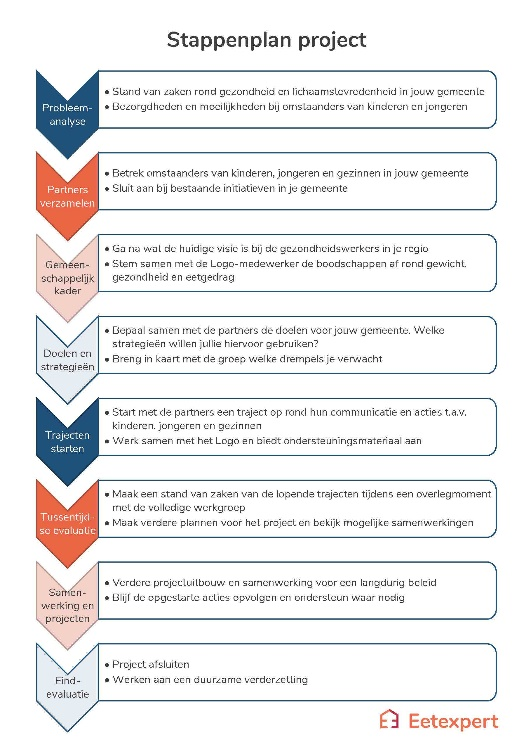 Stappenplan project
Probleem-
analyse
• Stand van zaken rond gezondheid en lichaamstevredenheid in jouw gemeente
• Bezorgdheden en moeilijkheden bij omstaanders van kinderen en jongeren
Partners
verzamelen
• Betrek omstaanders van kinderen, jongeren en gezinnen in jouw gemeente
• Sluit aan bij bestaande initiatieven in je gemeente
Gemeen-
schappelijk
kader
• Ga na wat de huidige visie is bij de gezondheidswerkers in je regio
• Stem samen met de Logo-medewerker de boodschappen af rond gewicht,
gezondheid en eetgedrag
Doelen en
strategieën
• Bepaal samen met de partners de doelen voor jouw gemeente. Welke
strategieën willen jullie hiervoor gebruiken?
• Breng in kaart met de groep welke drempels je verwacht
Trajecten
starten
• Start met de partners een traject op rond hun communicatie en acties t.a.v.
kinderen, jongeren en gezinnen
• Werk samen met het Logo en biedt ondersteuningsmateriaal aan
Tussentijd-
se evaluatie
• Maak een stand van zaken van de lopende trajecten tijdens een overlegmoment
met de volledige werkgroep
• Maak verdere plannen voor het project en bekijk mogelijke samenwerkingen
Samen-
werking en
projecten
• Verdere projectuitbouw en samenwerking voor een langdurig beleid
• Blijf de opgestarte acties opvolgen en ondersteun waar nodig
Eind-
evaluatie
• Project afsluiten
• Werken aan een duurzame verderzetting
Eetexpert